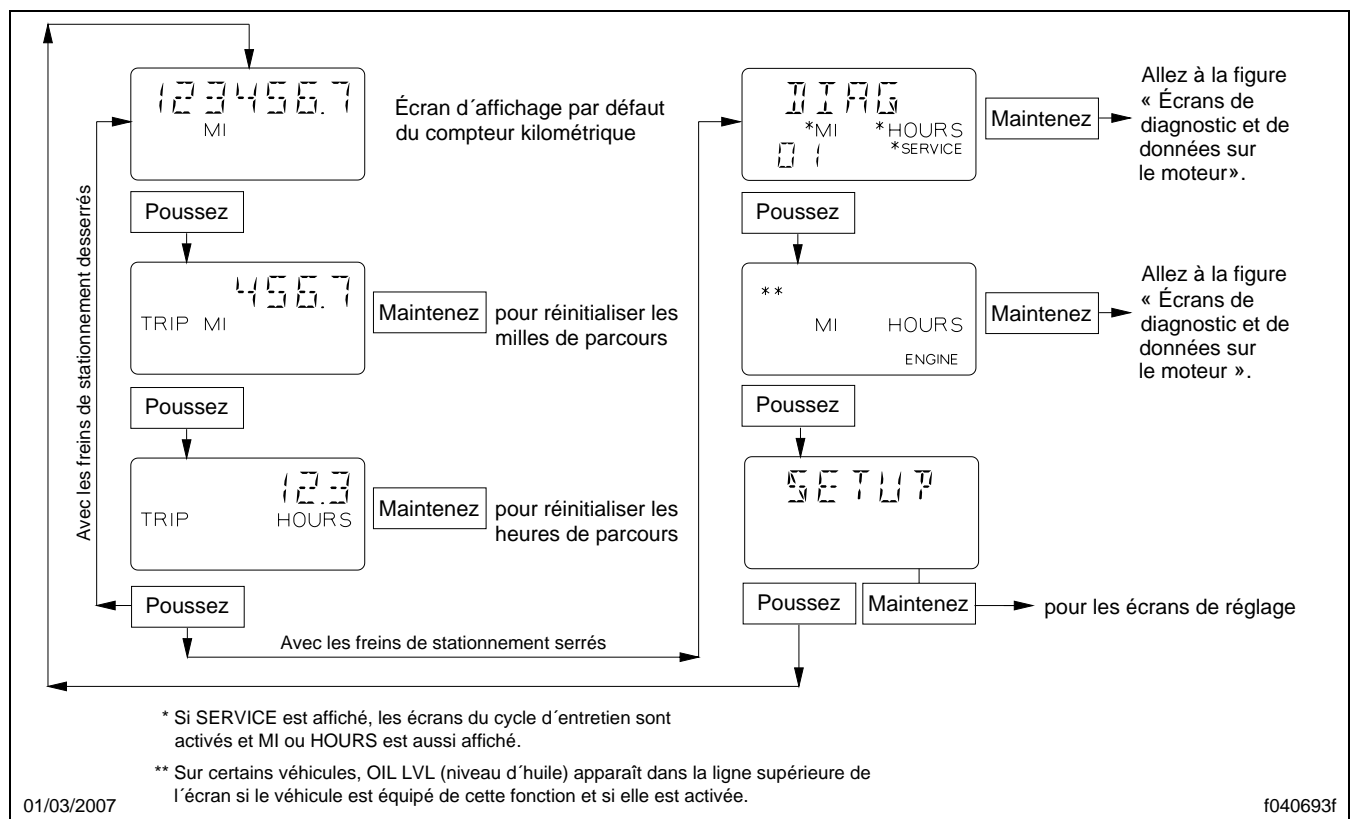 123456.7
MI
Écran d´affichage par défaut
du compteur kilométrique
Poussez
456.7
TRIP MI
Maintenez
pour réinitialiser les
milles de parcours
Poussez
12.3
TRIP HOURS
Maintenez
pour réinitialiser les
heures de parcours
Poussez
Avec les freins de stationnement desserrés
Avec les freins de stationnement serrés
DIAG
*MI *HOURS
*SERVICE
01
Maintenez
Allez à la figure
« Écrans de
diagnostic et de
données sur
le moteur».
Poussez
**
MI HOURS
ENGINE
Maintenez
Allez à la figure
« Écrans de
diagnostic et de
données sur
le moteur ».
Poussez
SETUP
Poussez
Maintenez
pour les écrans de réglage
* Si SERVICE est affiché, les écrans du cycle d´entretien sont
activés et MI ou HOURS est aussi affiché.
** Sur certains véhicules, OIL LVL (niveau d´huile) apparaît dans la ligne supérieure de
l´écran si le véhicule est équipé de cette fonction et si elle est activée.
01/03/2007
f040693f